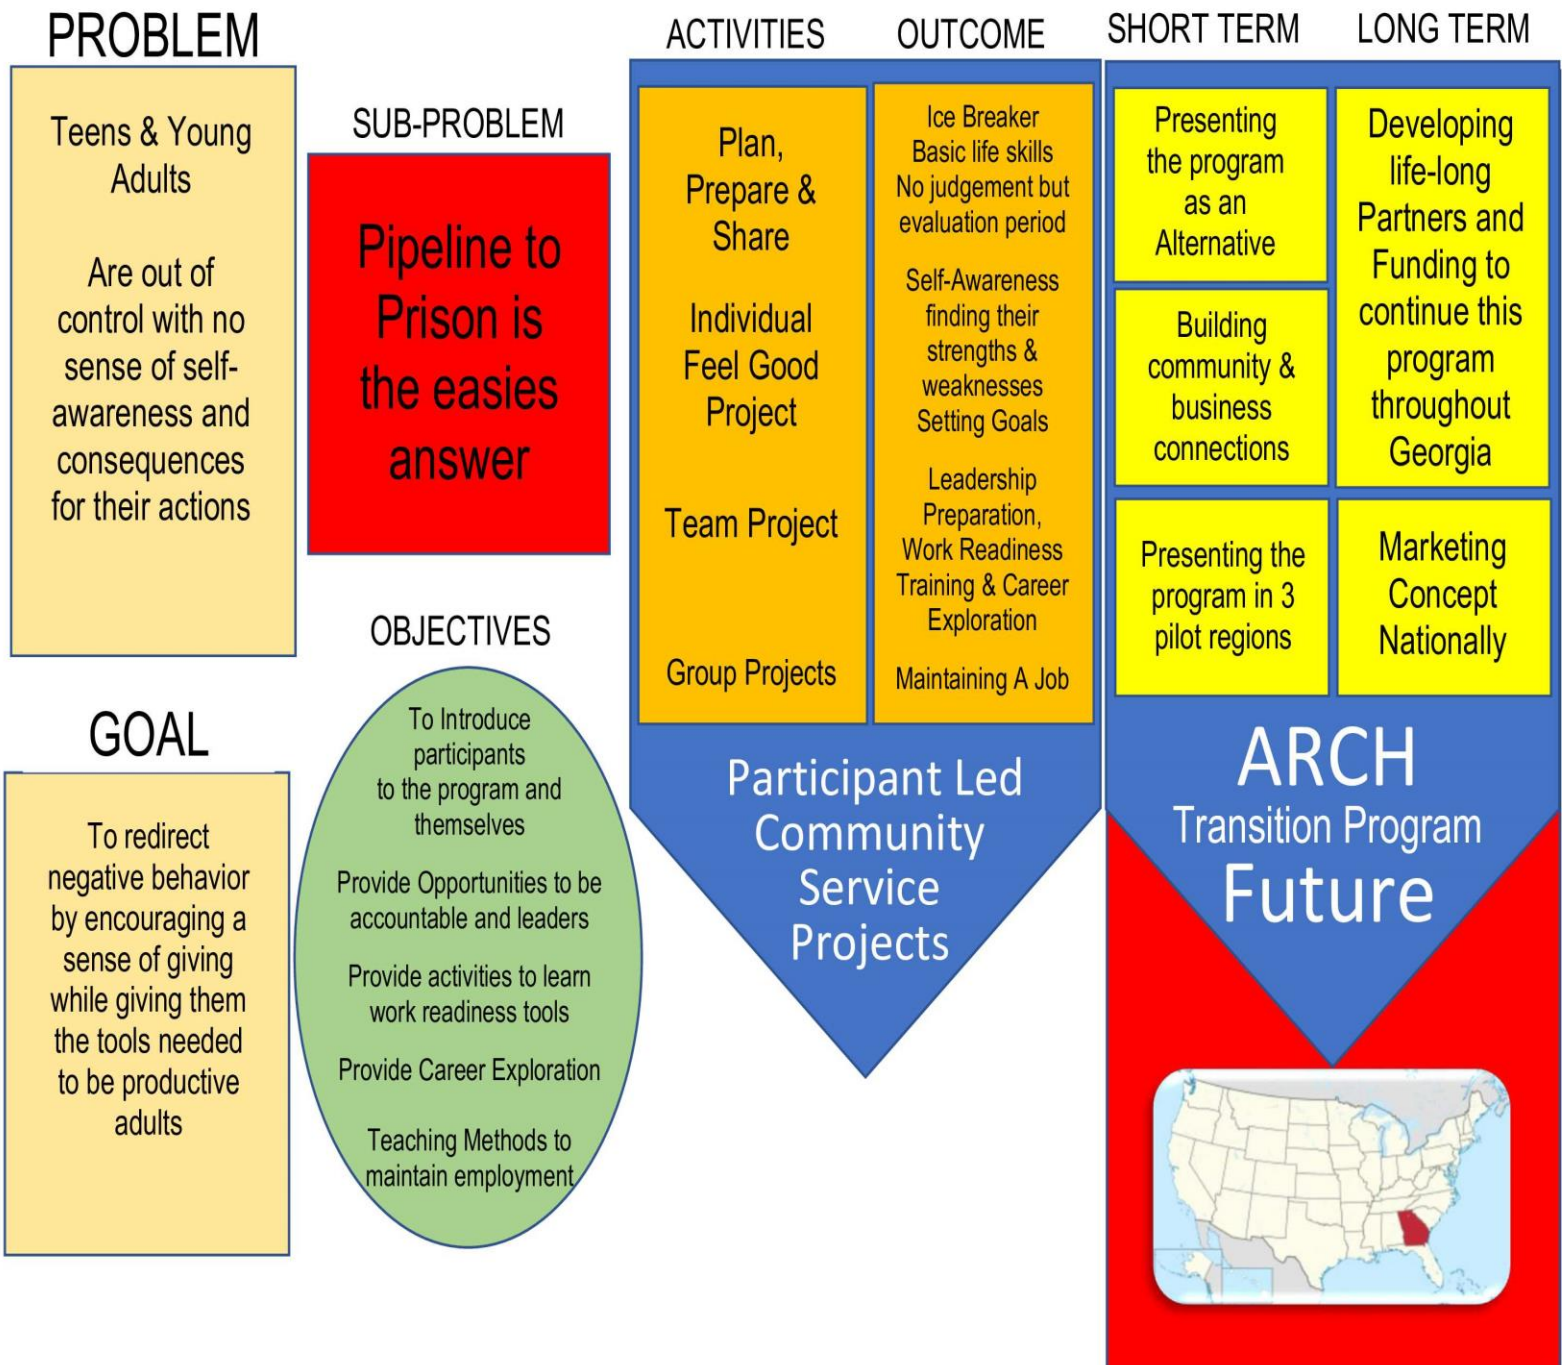 PROBLEM
Teens & Young
Adults
Are out of
control with no
sense of self-
awareness and
consequences
for their actions
GOAL
To redirect
negative behavior
by encouraging a
sense of giving
while giving them
the tools needed
to be productive
adults
SUB-PROBLEM
Pipeline to
Prison is
the easies
answer
OBJECTIVES
To Introduce
participants
to the program and
themselves
Provide Opportunities to be
accountable and leaders
Provide activities to learn
work readiness tools
Provide Career Exploration
Teaching Methods to
maintain employment
ACTIVITIES
Plan,
Prepare &
Share
Individual
Feel Good
Project
Team Project
Group Projects
OUTCOME
Ice Breaker
Basic life skills
No judgement but
evaluation period
Self-Awareness
finding their
strengths &
weaknesses
Setting Goals
Leadership
Preparation,
Work Readiness
Training & Career
Exploration
Maintaining A Job
Participant Led
Community
Service
Projects
SHORT TERM
Presenting
the program
as an
Alternative
Building
community &
business
connections
Presenting the
program in 3
pilot regions
LONG TERM
Developing
life-long
Partners and
Funding to
continue this
program
throughout
Georgia
Marketing
Concept
Nationally
ARCH
Transition Program
Future